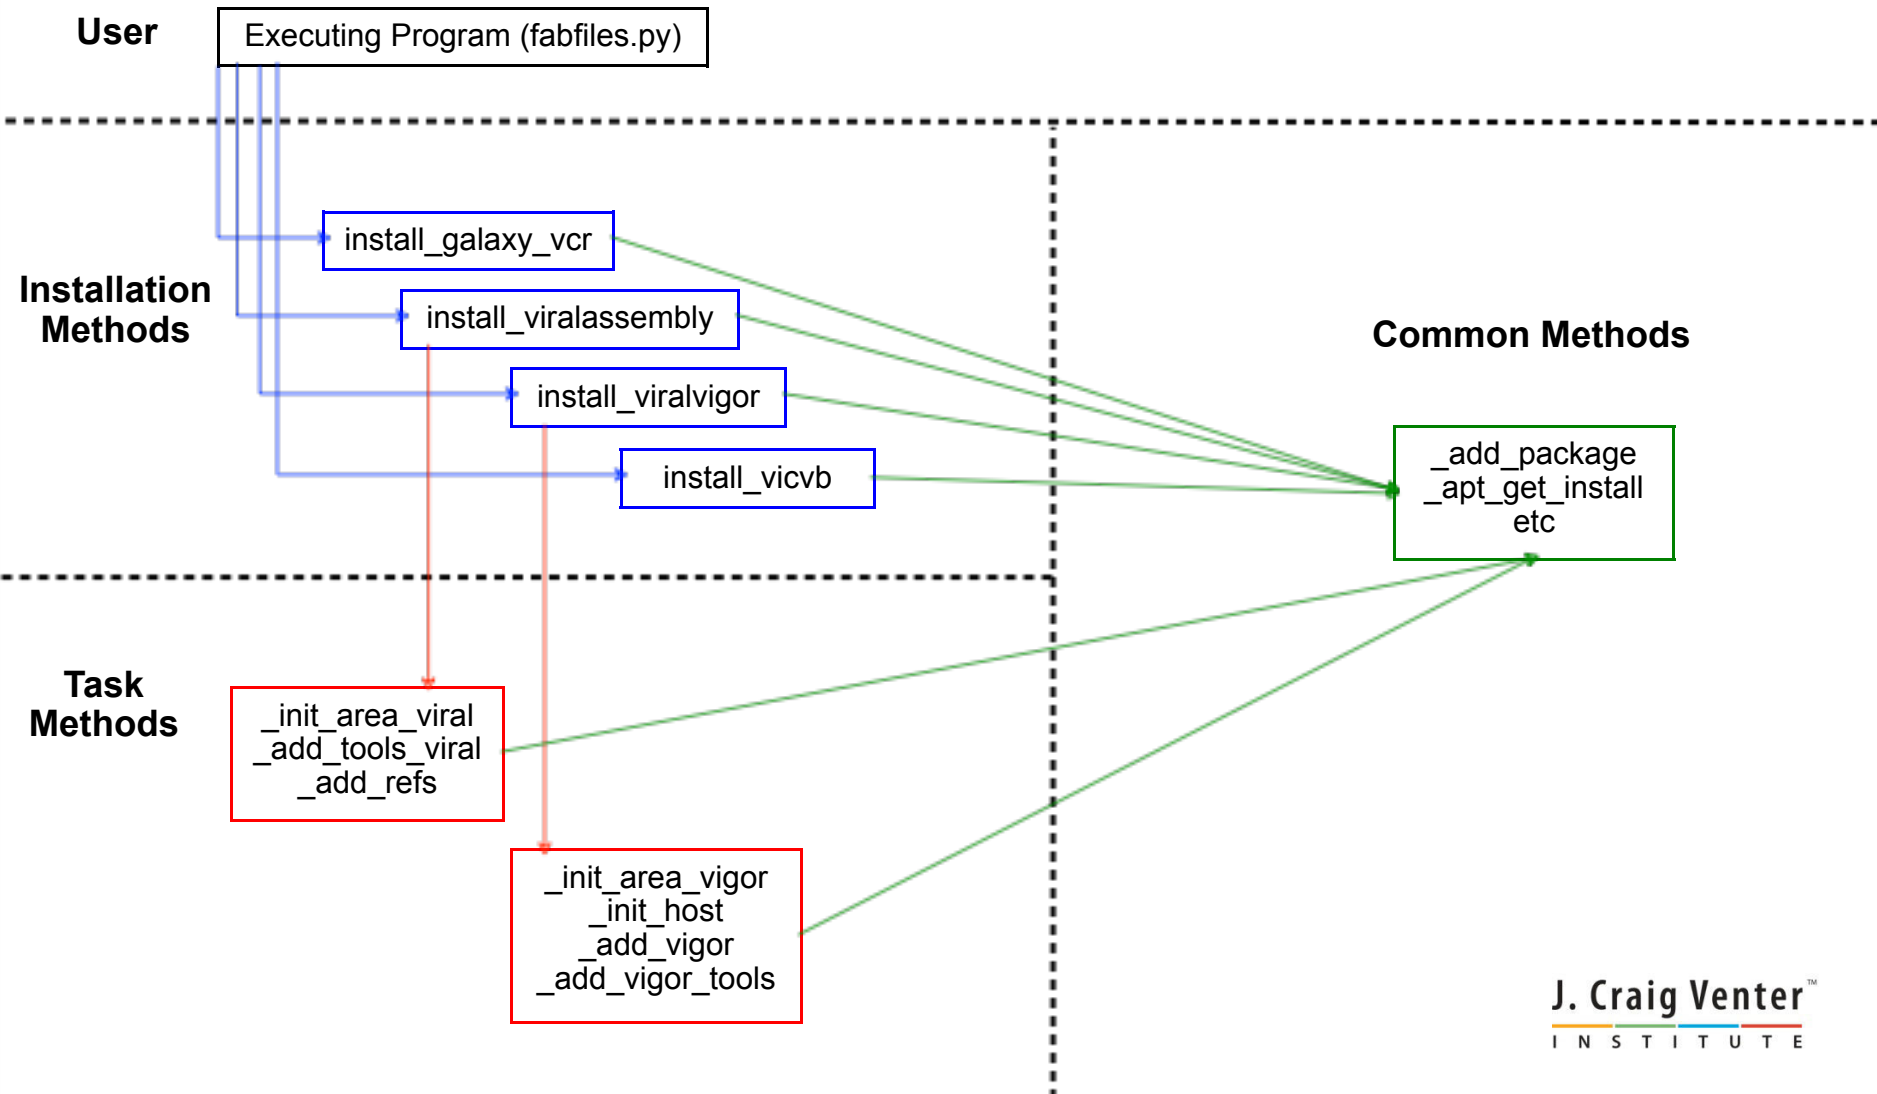 User
Executing Program (fabfiles.py)
Installation
Methods
install_galaxy_vcr
install_viralassembly
install_viralvigor
install_vicvb
Common Methods
_add_package
_apt_get_install
etc
Task
Methods
_init_area_viral
_add_tools_viral
_add_refs
_init_area_vigor
_init_host
_add_vigor
_add_vigor_tools
J. Craig Venter™
INSTITUTE